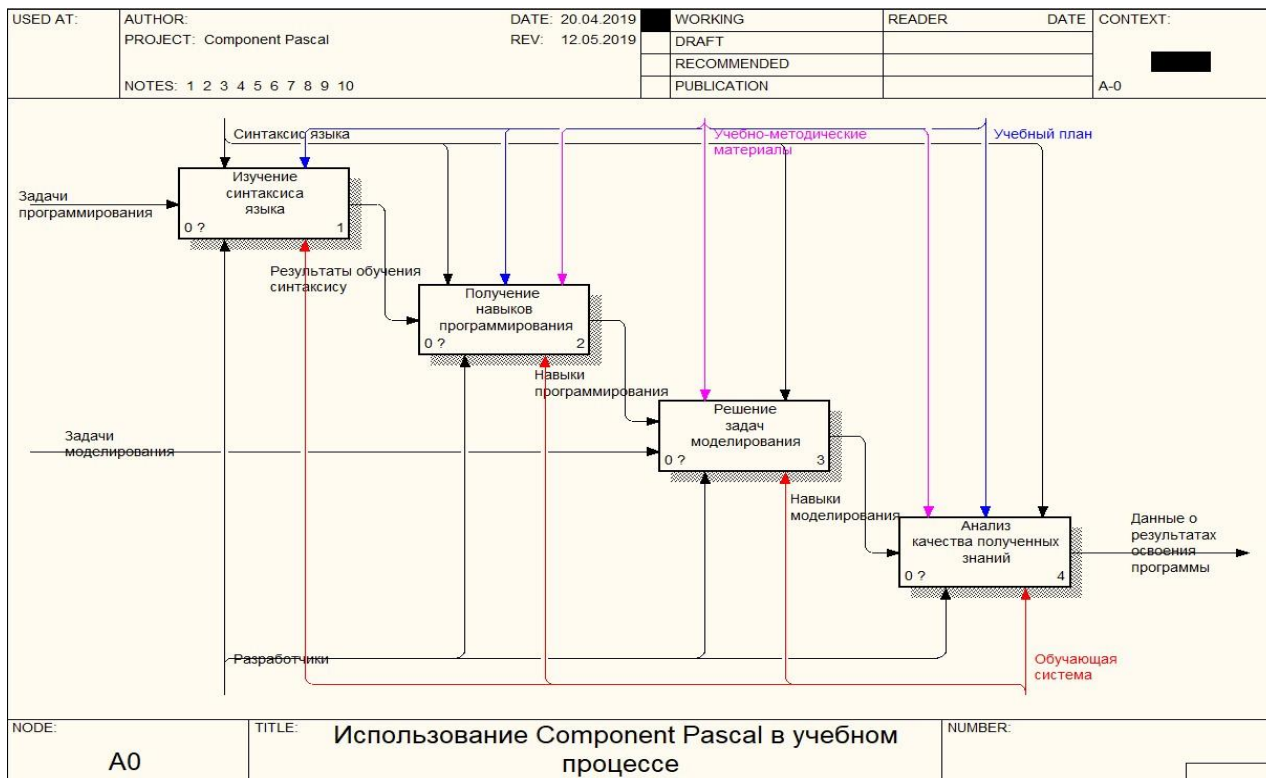 USED AT:
AUTHOR:
DATE: 20.04.2019
WORKING
READER
DATE
CONTEXT:
PROJECT: Component Pascal
REV: 12.05.2019
DRAFT
RECOMMENDED
NOTES: 1 2 3 4 5 6 7 8 9 10
PUBLICATION
A-0
Синтаксис языка
Учебно-методические
материалы
Учебный план
Изучение
синтаксиса
языка
0 ?
1
Задачи
программирования
Результаты обучения
синтаксису
Получение
навыков
программирования
0 ?
2
Навыки
программирования
Решение
задач
моделирования
0 ?
3
Задачи
моделирования
Навыки
моделирования
Анализ
качества полученных
знаний
0 ?
4
Данные о
результатах
освоения
программы
Разработчики
Обучающая
система
NODE:
A0
TITLE:
Использование Component Pascal в учебном
процессе
NUMBER: